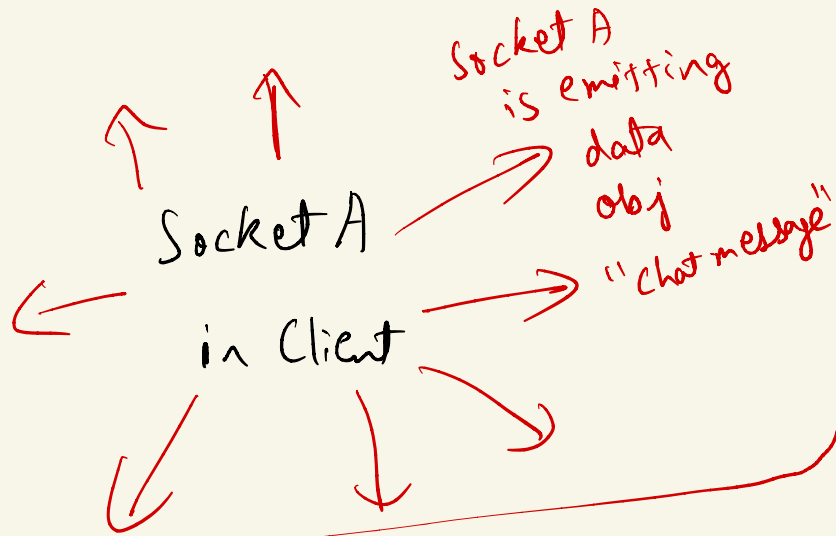 Socket A
is emitting
data
obj
"chat message"
Socket A
in Client